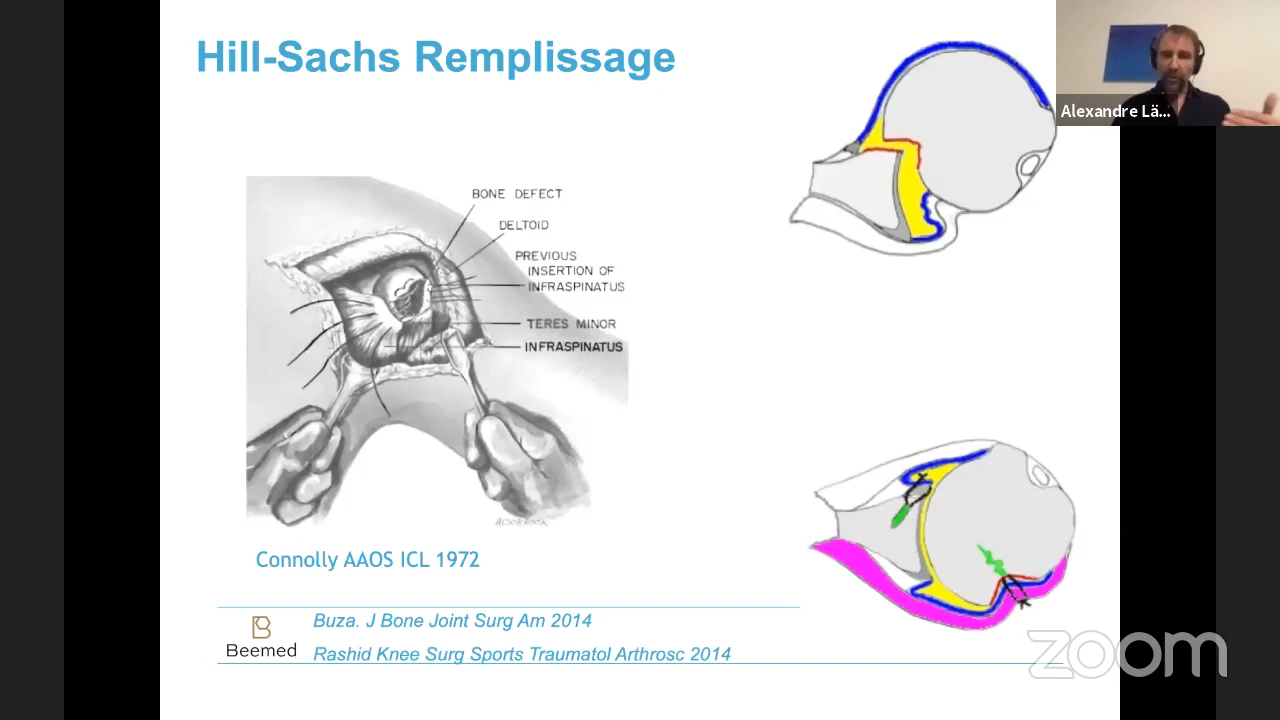 Hill-Sachs Remplissage
Alexandre Lä...
BONE DEFECT
DELTOID
PREVIOUS
INSERTION OF
INFRASPINATUS
TERES MINOR
INFRASPINATUS
Connolly AAOS ICL 1972
Buza. J Bone Joint Surg Am 2014
Beemed
Rashid Knee Surg Sports Traumatol Arthrosc 2014
zoom